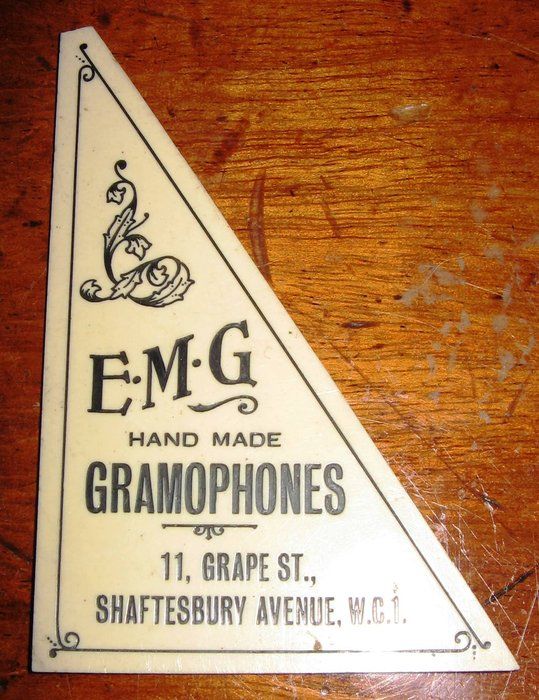 E·M·G
HAND MADE
GRAMOPHONES
11, GRAPE ST.,
SHAFTESBURY AVENUE, W.C.1.